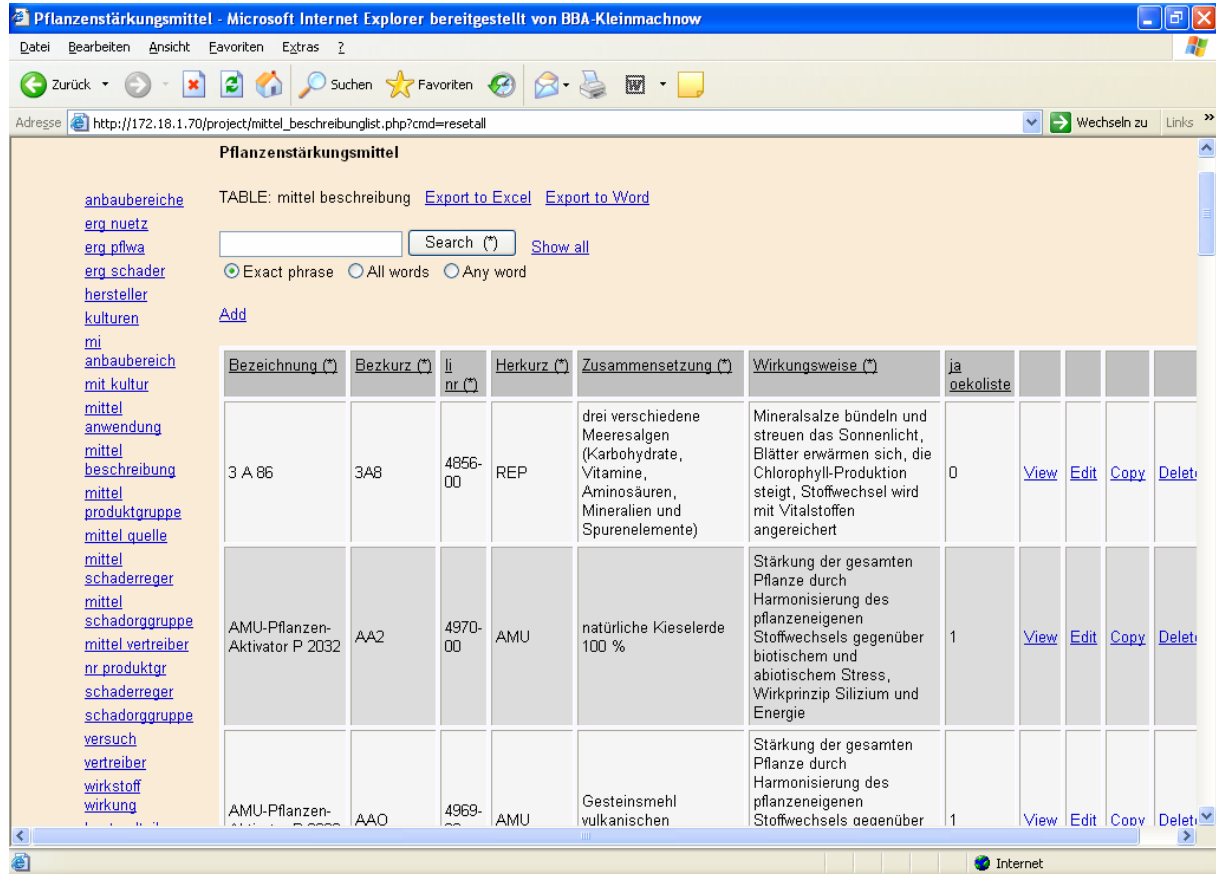 Pflanzenstärkungsmittel - Microsoft Internet Explorer bereitgestellt von BBA-Kleinmachnow
Datei Bearbeiten Ansicht Favoriten Extras ?
Zurück Suchen Favoriten
Adresse http://172.18.1.70/project/mittel_beschreibunglist.php?cmd=resetall Wechseln zu Links »
Pflanzenstärkungsmittel
TABLE: mittel beschreibung Export to Excel Export to Word
Search (*) Show all
Exact phrase All words Any word
Add
anbaubereiche
erg nuetz
erg pflwa
erg schader
hersteller
kulturen
mi
anbaubereich
mit kultur
mittel
anwendung
mittel
beschreibung
mittel
produktgruppe
mittel quelle
mittel
schaderreger
mittel
schadorggruppe
mittel vertreiber
nr produktgr
schaderreger
schadorggruppe
versuch
vertreiber
wirkstoff
wirkung
Bezeichnung (*) Bezkurz (*) li nr (*) Herkurz (*) Zusammensetzung (*) Wirkungsweise (*) ja oekoliste
3 A 86
3A8
4856-
00
REP
drei verschiedene
Meeresalgen
(Karbohydrate,
Vitamine,
Aminosäuren,
Mineralien und
Spurenelemente)
Mineralsalze bündeln und
streuen das Sonnenlicht,
Blätter erwärmen sich, die
Chlorophyll-Produktion
steigt, Stoffwechsel wird
mit Vitalstoffen
angereichert
0
View Edit Copy Delete
AMU-Pflanzen-
Aktivator P 2032
AA2
4970-
00
AMU
natürliche Kieselerde
100 %
Stärkung der gesamten
Pflanze durch
Harmonisierung des
pflanzeneigenen
Stoffwechsels gegenüber
biotischem und
abiotischem Stress,
Wirkprinzip Silizium und
Energie
1
View Edit Copy Delete
AMU-Pflanzen-
AAO
4969-
AMU
Gesteinsmehl
vulkanischen
Stärkung der gesamten
Pflanze durch
Harmonisierung des
pflanzeneigenen
Stoffwechsels gegenüber
1
View Edit Copy Delete
Internet